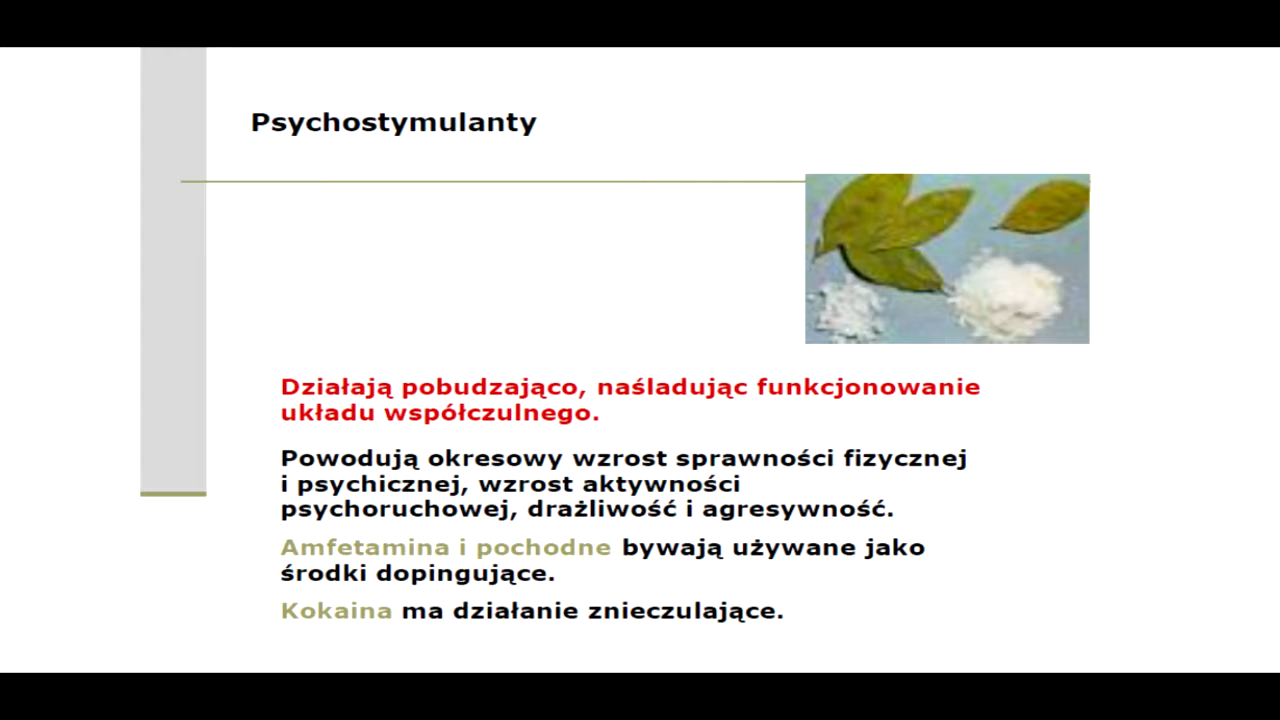 Psychostymulanty
Działają pobudzająco, naśladując funkcjonowanie
układu współczulnego.
Powodują okresowy wzrost sprawności fizycznej
i psychicznej, wzrost aktywności
psychoruchowej, drażliwość i agresywność.
Amfetamina i pochodne bywają używane jako
środki dopingujące.
Kokaina ma działanie znieczulające.